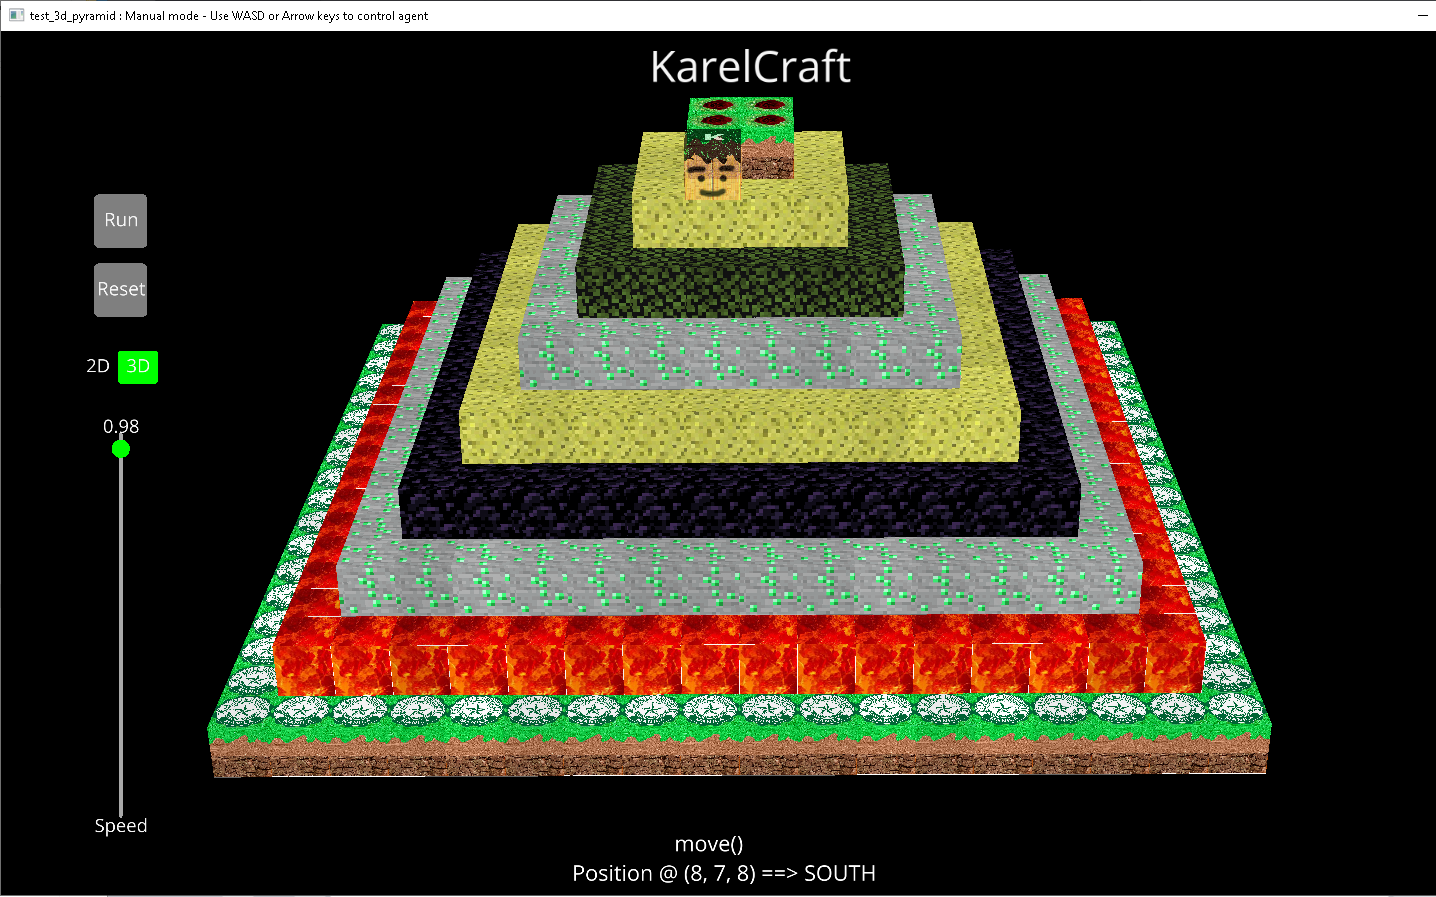 test_3d_pyramid : Manual mode - Use WASD or Arrow keys to control agent
KarelCraft
K
Run
Reset
2D 3D
0.98
Speed
move()
Position @ (8, 7, 8) ==> SOUTH